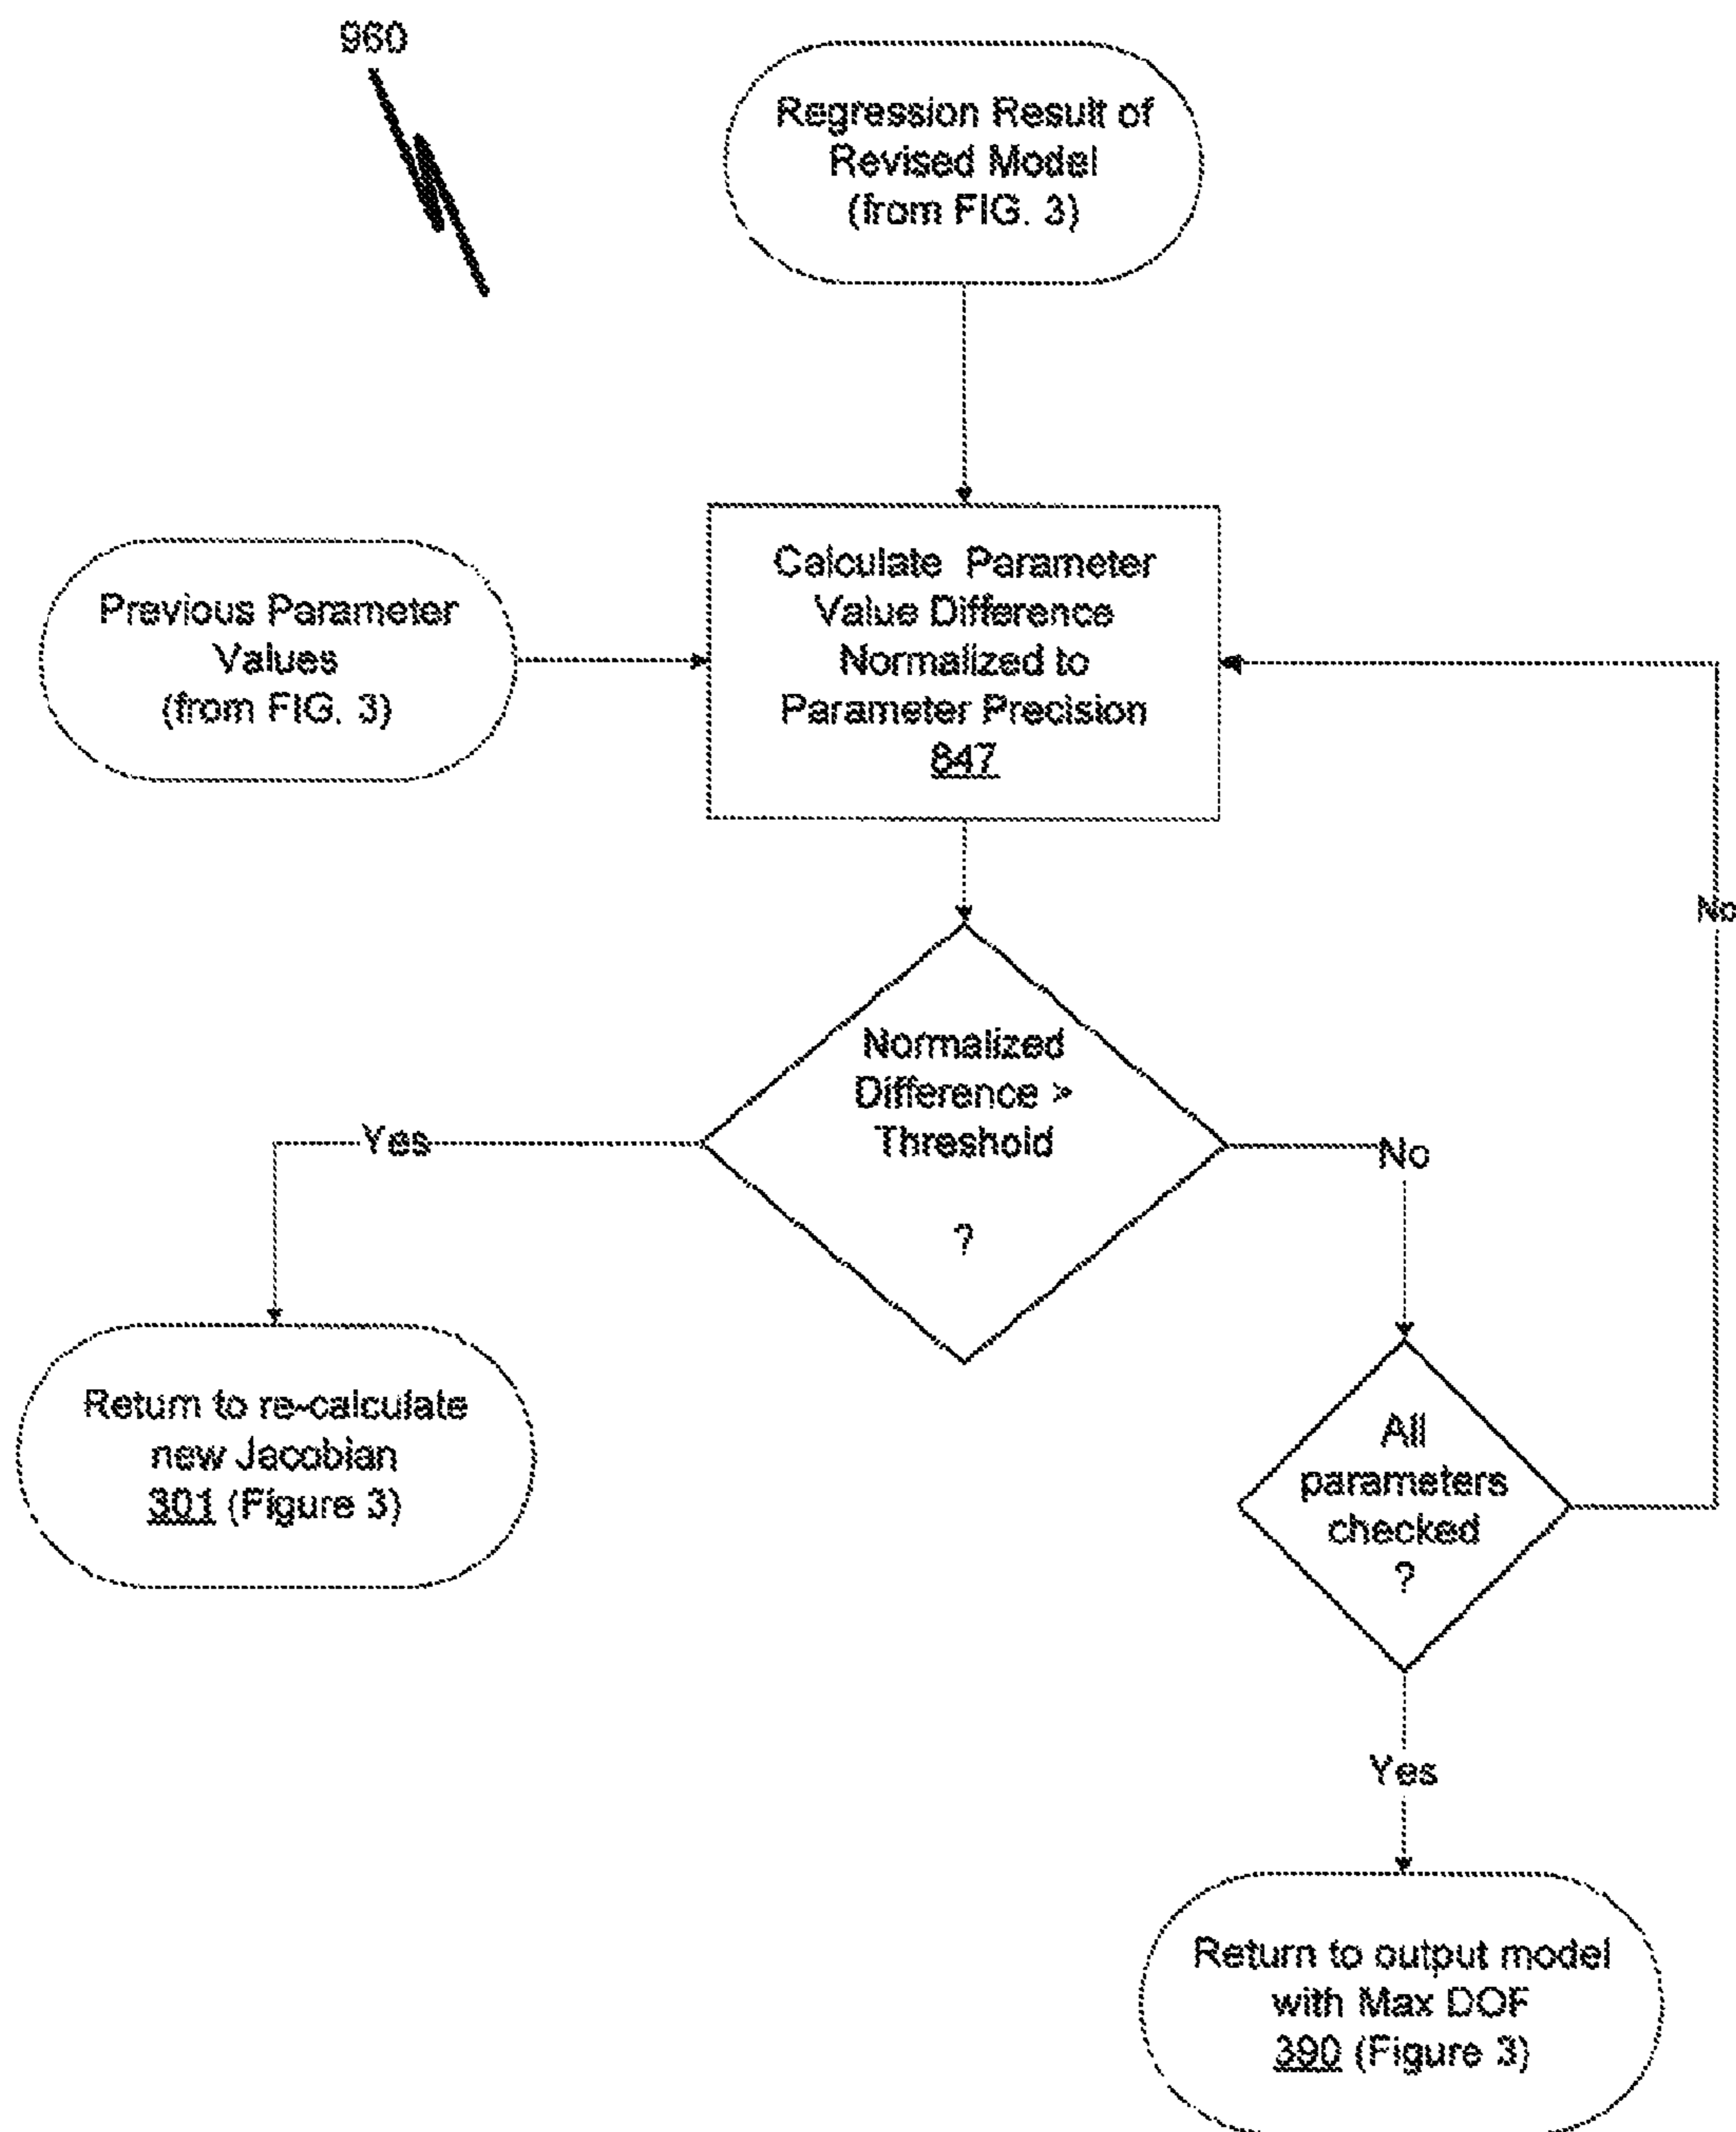 960
Regression Result of
Revised Model
(from FIG. 3)
Previous Parameter
Values
(from FIG. 3)
Calculate Parameter
Value Difference
Normalized to
Parameter Precision
847
No
Normalized
Difference >
Threshold
?
Yes
No
Return to re-calculate
new Jacobian
301 (Figure 3)
All
parameters
checked
?
Yes
Return to output model
with Max DOF
390 (Figure 3)